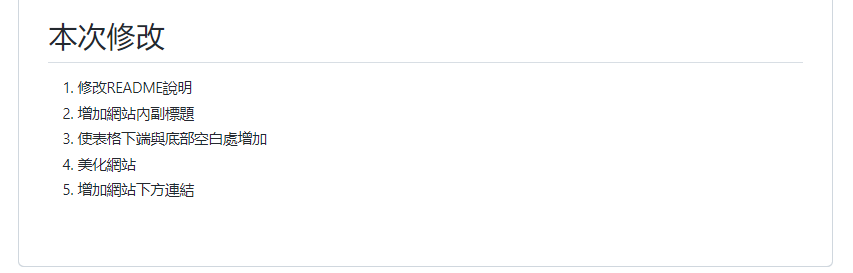 本次修改
1. 修改README說明
2. 增加網站內副標題
3. 使表格下端與底部空白處增加
4. 美化網站
5. 增加網站下方連結